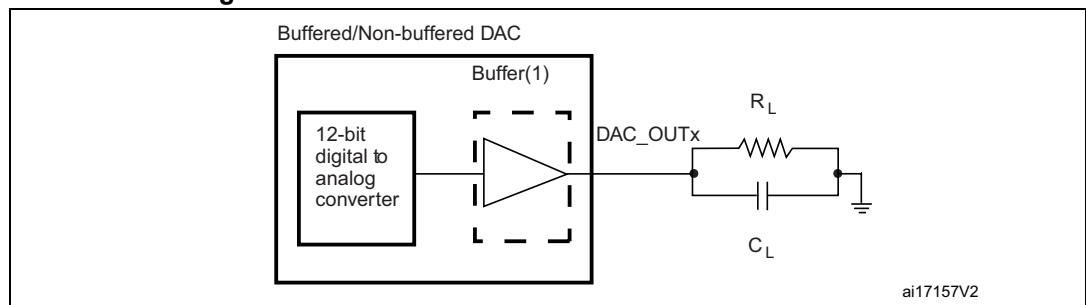 Buffered/Non-buffered DAC
Buffer(1)
12-bit
digital to
analog
converter
DAC_OUTx
R L
C L
ai17157V2